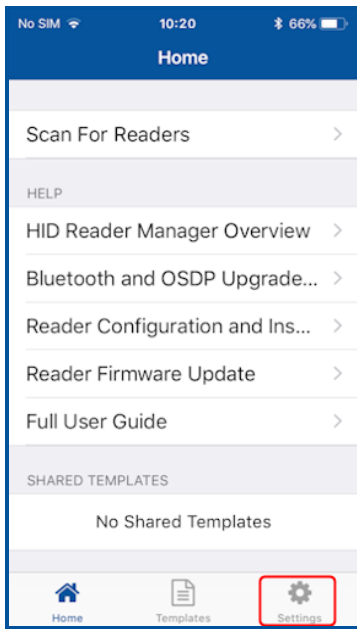 No SIM 10:20 66%
Home
Scan For Readers
HELP
HID Reader Manager Overview
Bluetooth and OSDP Upgrade...
Reader Configuration and Ins...
Reader Firmware Update
Full User Guide
SHARED TEMPLATES
No Shared Templates
Home Templates Settings